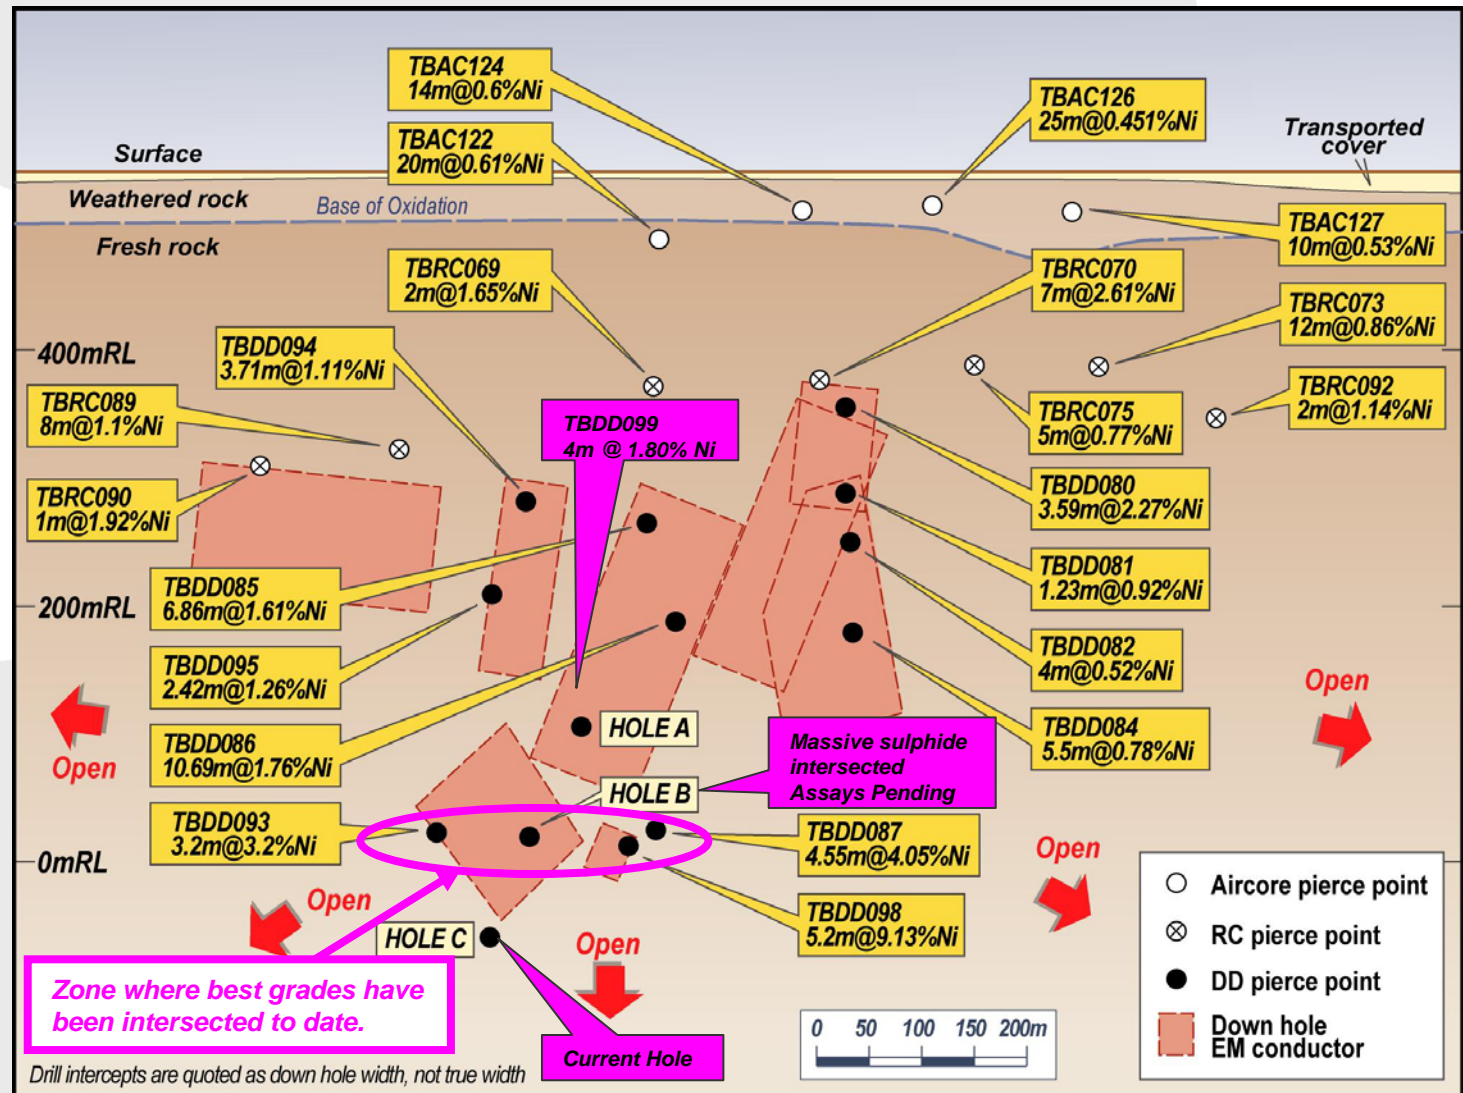 TBAC124
14m@0.6%Ni
TBAC126
25m@0.451%Ni
Transported
cover
TBAC122
20m@0.61%Ni
Surface
Weathered rock
Base of Oxidation
TBAC127
10m@0.53%Ni
Fresh rock
TBRC069
2m@1.65%Ni
TBRC070
7m@2.61%Ni
TBRC073
12m@0.86%Ni
400mRL
TBDD094
3.71m@1.11%Ni
TBRC089
8m@1.1%Ni
TBDD099
4m @ 1.80% Ni
TBRC075
5m@0.77%Ni
TBRC092
2m@1.14%Ni
TBRC090
1m@1.92%Ni
TBDD080
3.59m@2.27%Ni
TBDD085
6.86m@1.61%Ni
TBDD081
1.23m@0.92%Ni
200mRL
TBDD095
2.42m@1.26%Ni
TBDD082
4m@0.52%Ni
Open
TBDD086
10.69m@1.76%Ni
HOLE A
Massive sulphide
intersected
Assays Pending
TBDD084
5.5m@0.78%Ni
Open
HOLE B
TBDD093
3.2m@3.2%Ni
TBDD087
4.55m@4.05%Ni
Open
0mRL
Open
HOLE C
Open
TBDD098
5.2m@9.13%Ni
Zone where best grades have
been intersected to date.
Current Hole
0 50 100 150 200m
Aircore pierce point
RC pierce point
DD pierce point
Down hole
EM conductor
Drill intercepts are quoted as down hole width, not true width